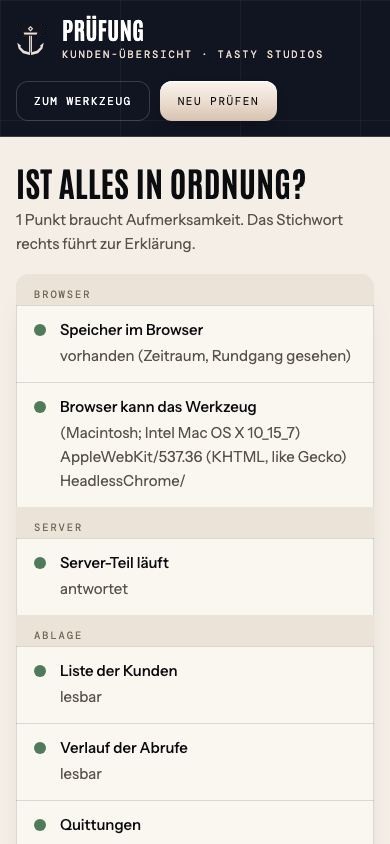 PRÜFUNG
KUNDEN-ÜBERSICHT · TASTY STUDIOS
ZUM WERKZEUG
NEU PRÜFEN
IST ALLES IN ORDNUNG?
1 Punkt braucht Aufmerksamkeit. Das Stichwort
rechts führt zur Erklärung.
BROWSER
Speicher im Browser
vorhanden (Zeitraum, Rundgang gesehen)
Browser kann das Werkzeug
(Macintosh; Intel Mac OS X 10_15_7)
AppleWebKit/537.36 (KHTML, like Gecko)
HeadlessChrome/
SERVER
Server-Teil läuft
antwortet
ABLAGE
Liste der Kunden
lesbar
Verlauf der Abrufe
lesbar
Quittungen